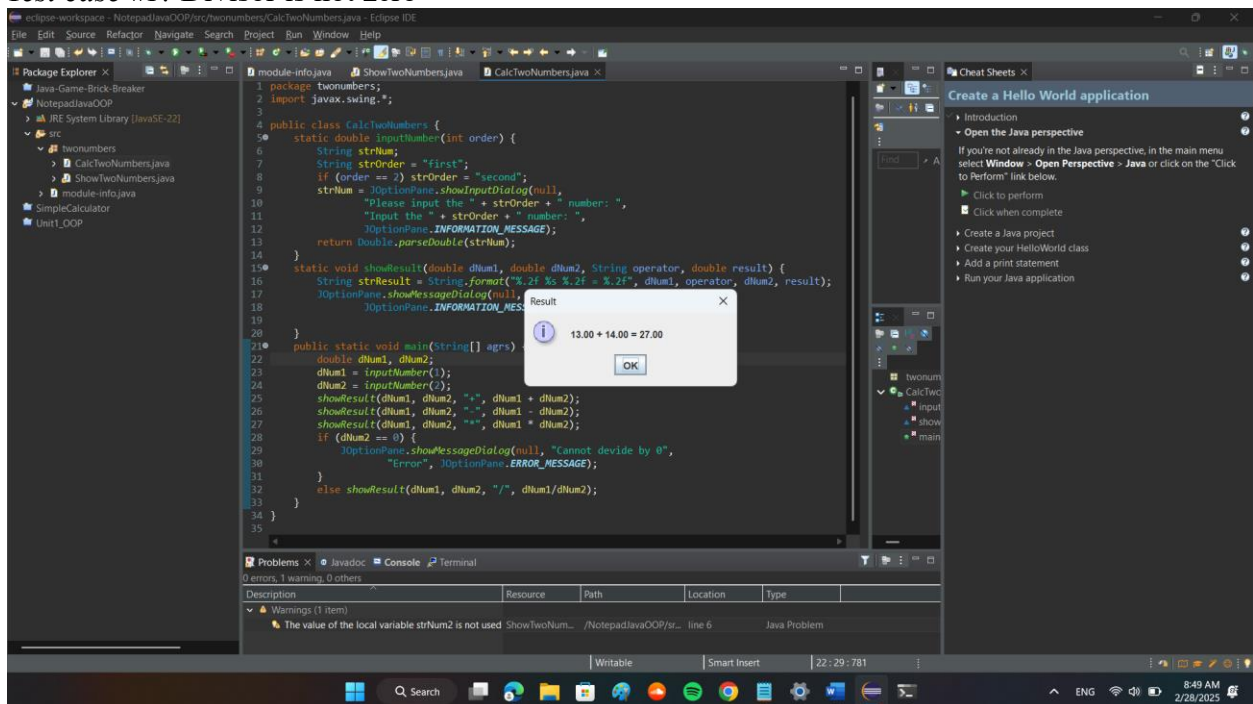 Test case #1: Divisor is not zero
eclipse-workspace - NotepadJavaOOP/src/twonumbers/CalcTwoNumbers.java - Eclipse IDE
File Edit Source Refactor Navigate Search Project Run Window Help
Package Explorer
Java-Game-Brick-Breaker
NotepadJavaOOP
JRE System Library [JavaSE-22]
src
twonumbers
CalcTwoNumbers.java
ShowTwoNumbers.java
module-info.java
SimpleCalculator
Unit1_OOP
module-info.java ShowTwoNumbers.java CalcTwoNumbers.java
1 package twonumbers;
2 import javax.swing.*;
3
4 public class CalcTwoNumbers {
5 static double inputNumber(int order) {
6 String strNum;
7 String strOrder = "first";
8 if (order == 2) strOrder = "second";
9 strNum = JOptionPane.showInputDialog(null,
10 "Please input the " + strOrder + " number: ",
11 "Input the " + strOrder + " number: ",
12 JOptionPane.INFORMATION_MESSAGE);
13 return Double.parseDouble(strNum);
14 }
15 static void showResult(double dNum1, double dNum2, String operator, double result) {
16 String strResult = String.format("%.2f %s %.2f = %.2f", dNum1, operator, dNum2, result);
17 JOptionPane.showMessageDialog(null,
18 JOptionPane.INFORMATION_MES
19
20 }
21 public static void main(String[] agrs)
22 double dNum1, dNum2;
23 dNum1 = inputNumber(1);
24 dNum2 = inputNumber(2);
25 showResult(dNum1, dNum2, "+", dNum1 + dNum2);
26 showResult(dNum1, dNum2, "-", dNum1 - dNum2);
27 showResult(dNum1, dNum2, "*", dNum1 * dNum2);
28 if (dNum2 == 0) {
29 JOptionPane.showMessageDialog(null, "Cannot devide by 0",
30 "Error", JOptionPane.ERROR_MESSAGE);
31 }
32 else showResult(dNum1, dNum2, "/", dNum1/dNum2);
33 }
34 }
35
Result
13.00 + 14.00 = 27.00
OK
Find A
twonum
CalcTwo
input
show
main
Cheat Sheets
Create a Hello World application
Introduction
Open the Java perspective
If you're not already in the Java perspective, in the main menu
select Window > Open Perspective > Java or click on the "Click
to Perform" link below.
Click to perform
Click when complete
Create a Java project
Create your HelloWorld class
Add a print statement
Run your Java application
Problems Javadoc Console Terminal
0 errors, 1 warning, 0 others
Description Resource Path Location Type
Warnings (1 item)
The value of the local variable strNum2 is not used ShowTwoNum... /NotepadJavaOOP/sr... line 6 Java Problem
Writable Smart Insert 22 : 29 : 781
Search
ENG
8:49 AM
2/28/2025